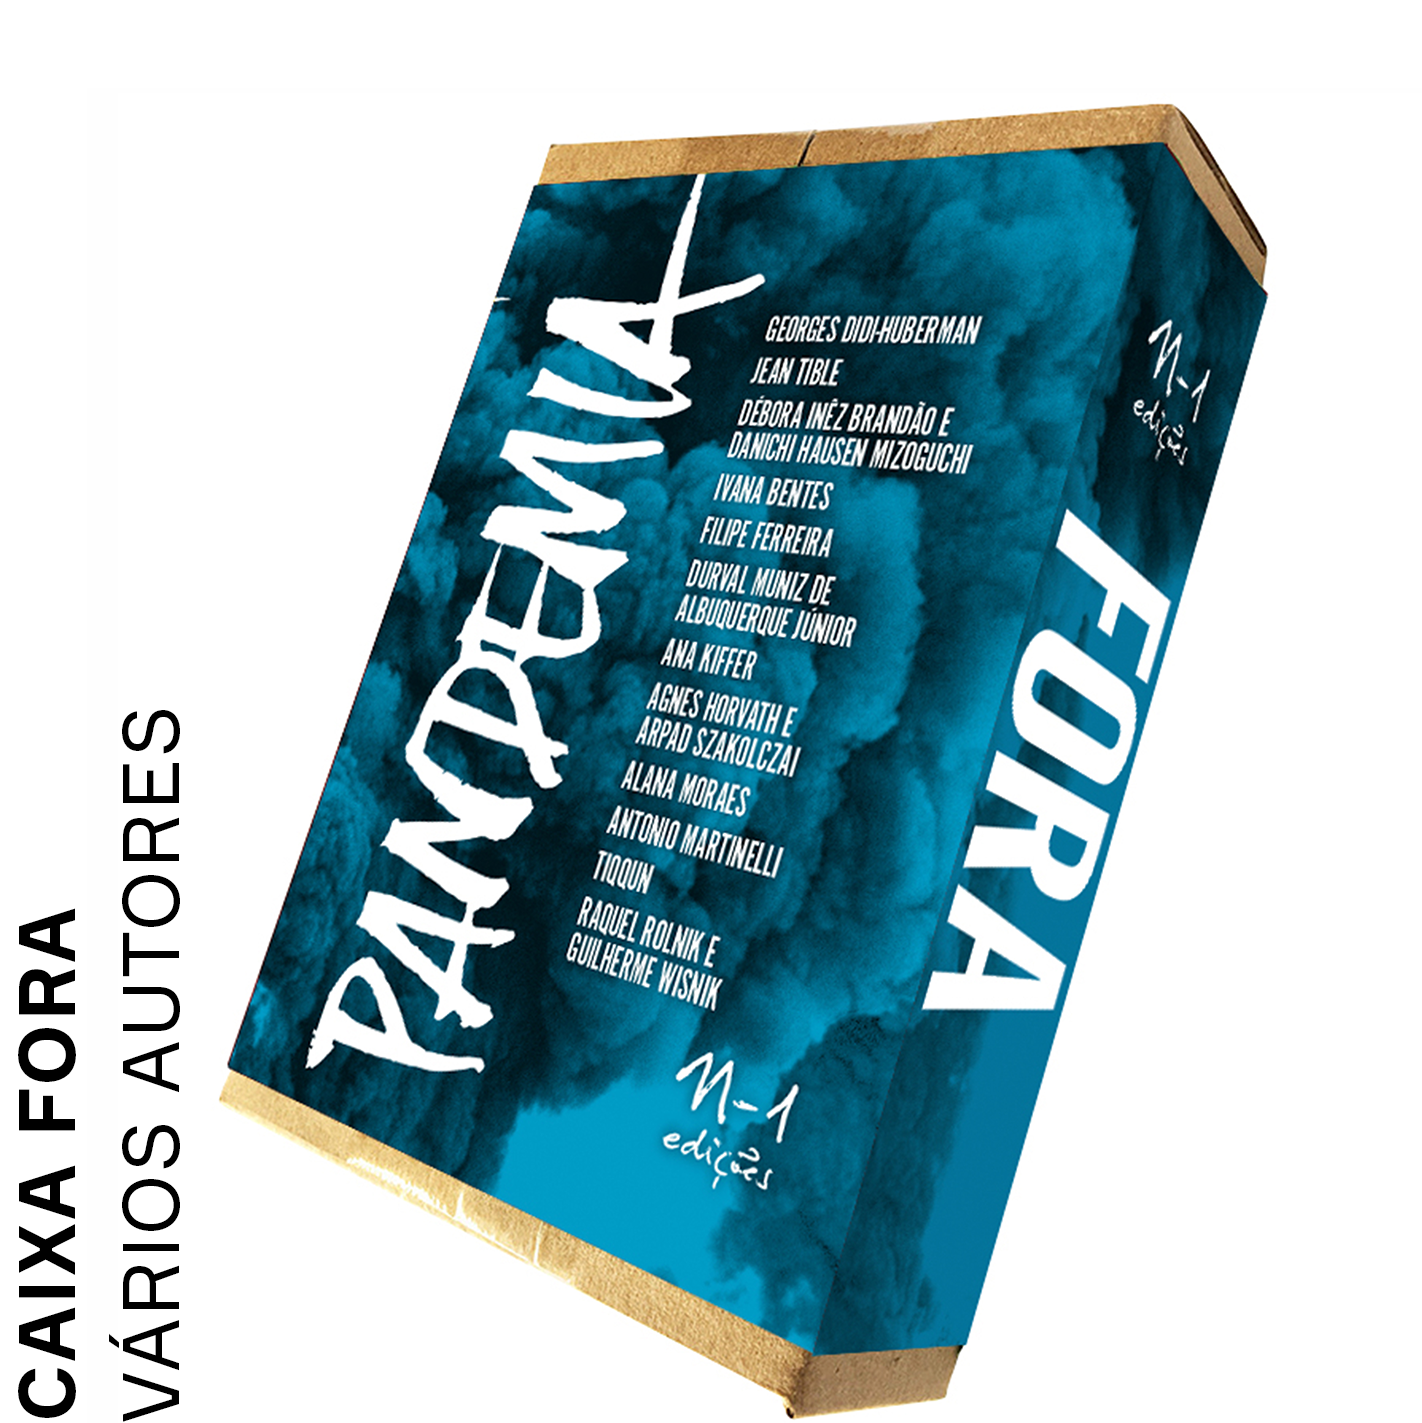 CAIXA FORA
VÁRIOS AUTORES
PANDEMIA
GEORGES DIDI-HUBERMAN
JEAN TIBLE
DÉBORA INÊZ BRANDÃO E
DANICHI HAUSEN MIZOGUCHI
IVANA BENTES
FILIPE FERREIRA
DURVAL MUNIZ DE
ALBUQUERQUE JÚNIOR
ANA KIFFER
AGNES HORVATH E
ARPAD SZAKOLCZAI
ALANA MORAES
ANTONIO MARTINELLI
TIQQUN
RAQUEL ROLNIK E
GUILHERME WISNIK
n-1
edições
n-1
edições
FORA